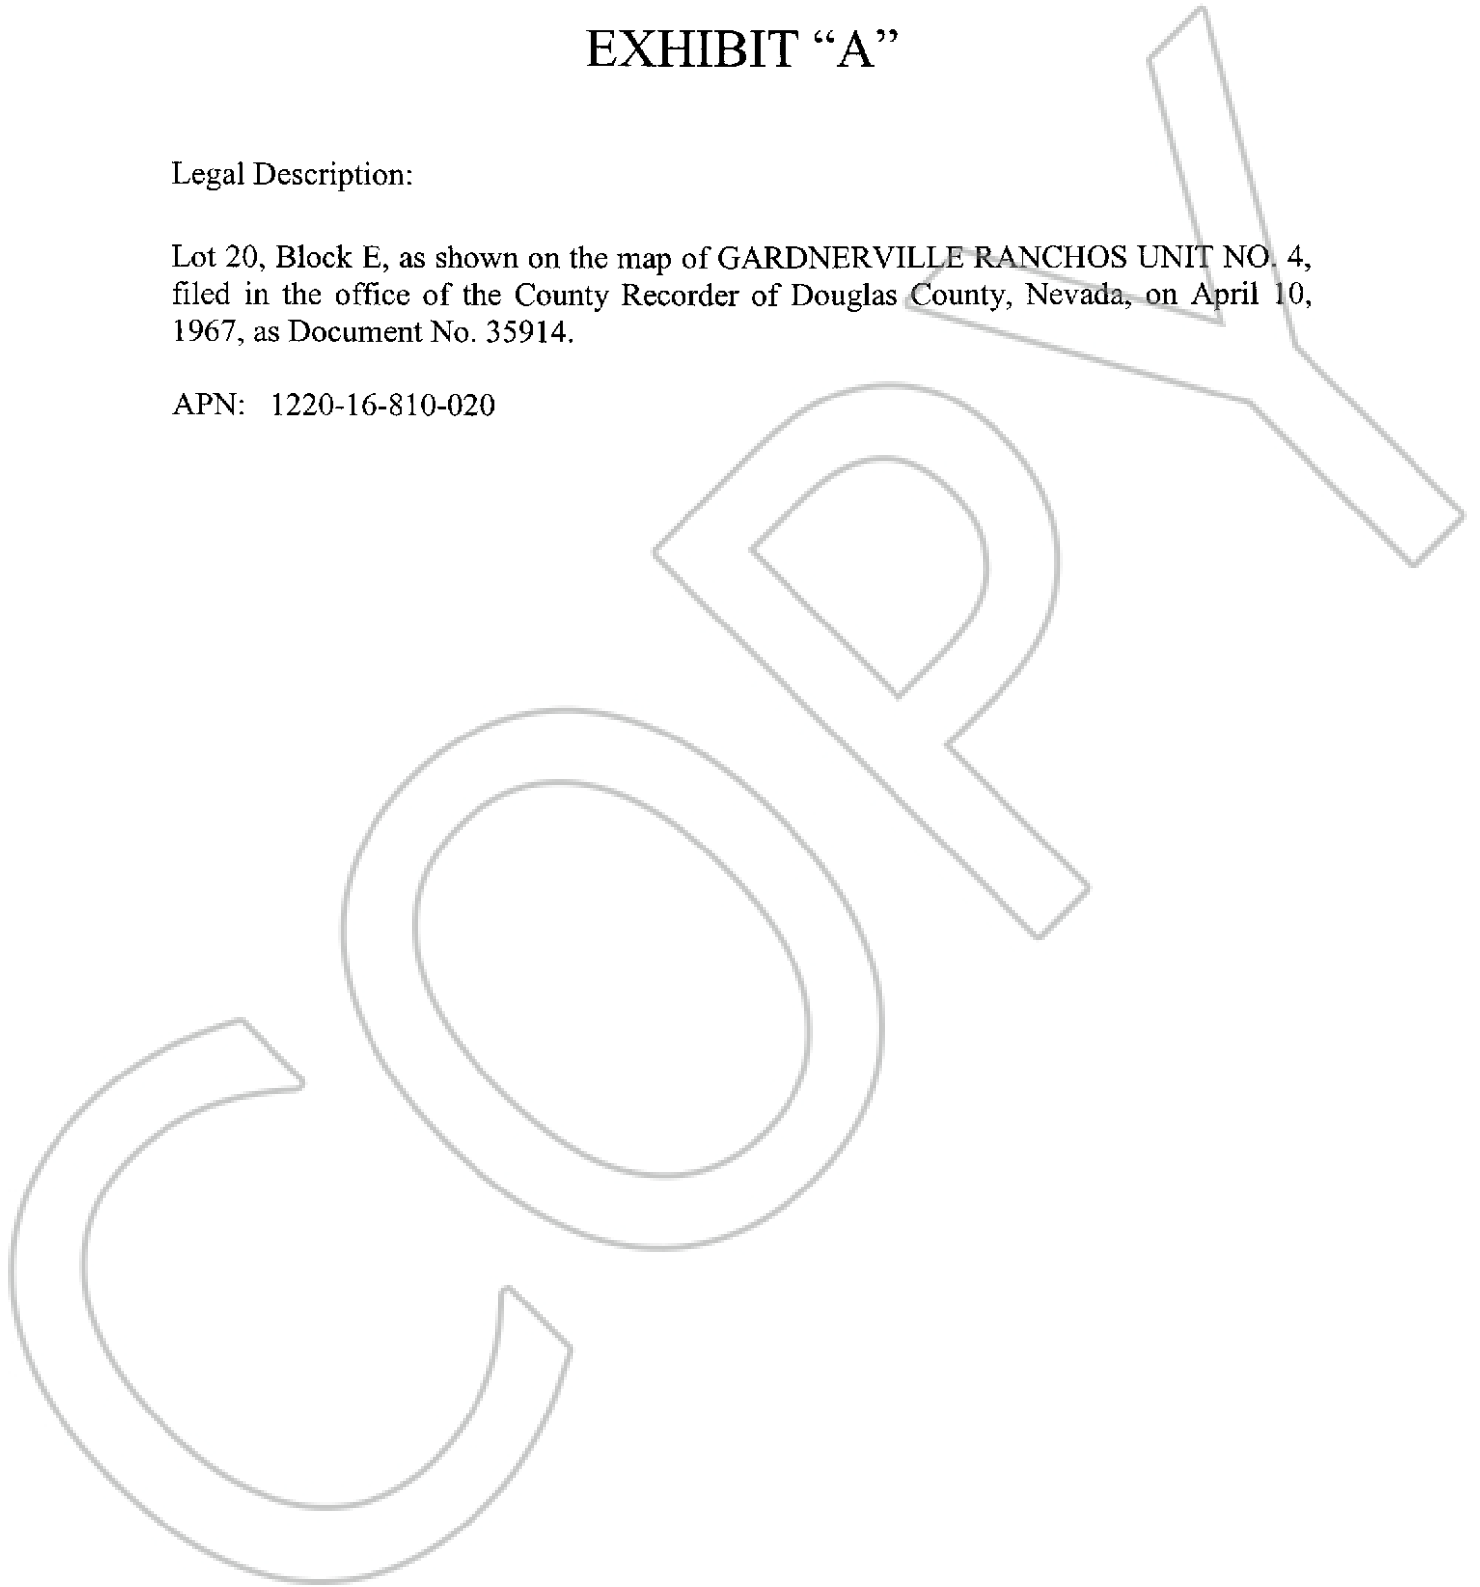 EXHIBIT “A”
Legal Description:
Lot 20, Block E, as shown on the map of GARDNERVILLE RANCHOS UNIT NO. 4,
filed in the office of the County Recorder of Douglas County, Nevada, on April 10,
1967, as Document No. 35914.
APN: 1220-16-810-020
COPY